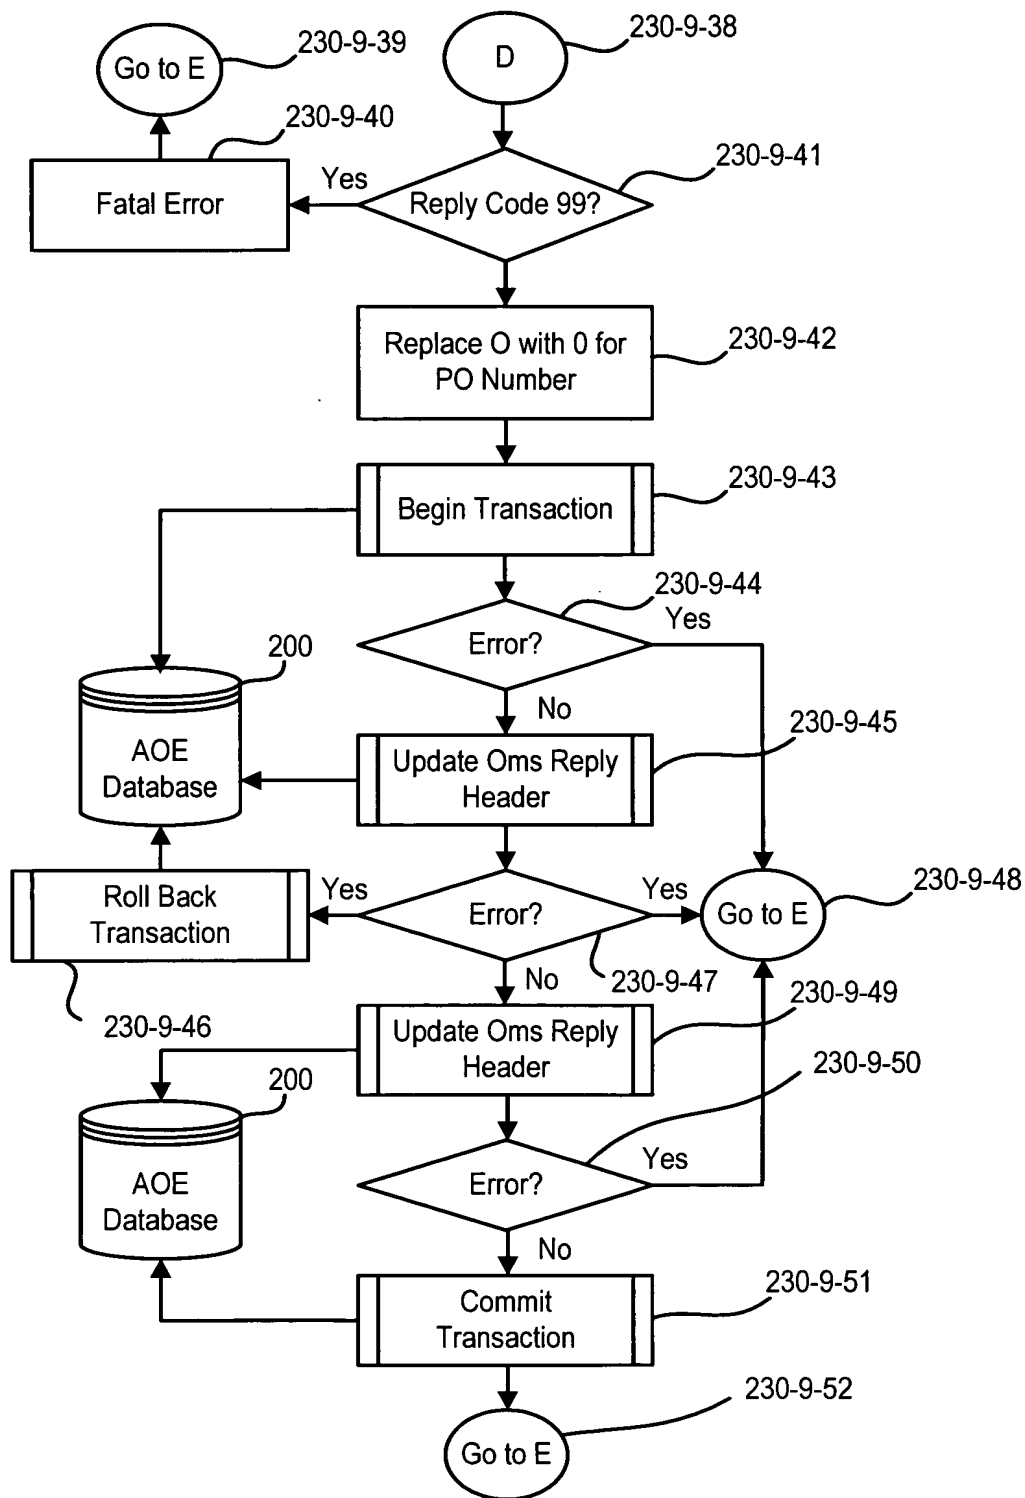 230-9-39
230-9-38
Go to E
D
230-9-40
230-9-41
Yes
Fatal Error
Reply Code 99?
Replace O with 0 for
PO Number
230-9-42
230-9-43
Begin Transaction
230-9-44
Yes
Error?
200
No
230-9-45
AOE
Database
Update Oms Reply
Header
Roll Back
Transaction
Yes
Error?
Yes
Go to E
230-9-48
230-9-47
No
230-9-49
230-9-46
Update Oms Reply
Header
230-9-50
200
Yes
AOE
Database
Error?
No
230-9-51
Commit
Transaction
230-9-52
Go to E